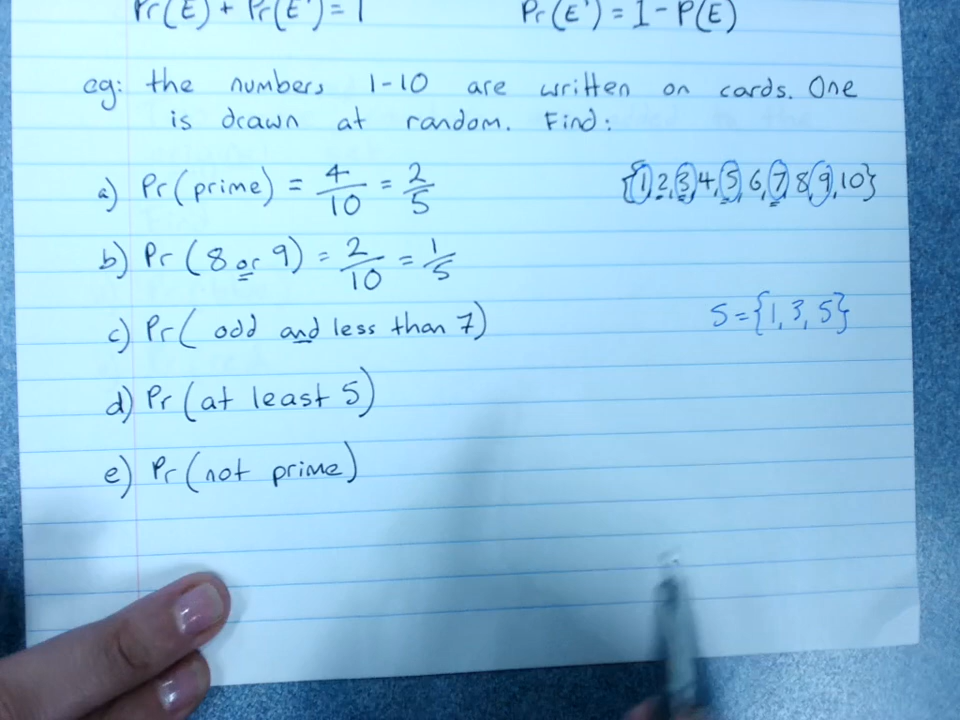 Pr(E) + Pr(E') = 1 Pr(E') = 1 - P(E)
eg: the numbers 1-10 are written on cards. One
is drawn at random. Find:
a) Pr(prime) = 4/10 = 2/5 {1,2,3,4,5,6,7,8,9,10}
b) Pr(8 or 9) = 2/10 = 1/5
c) Pr( odd and less than 7) S={1,3,5}
d) Pr(at least 5)
e) Pr(not prime)